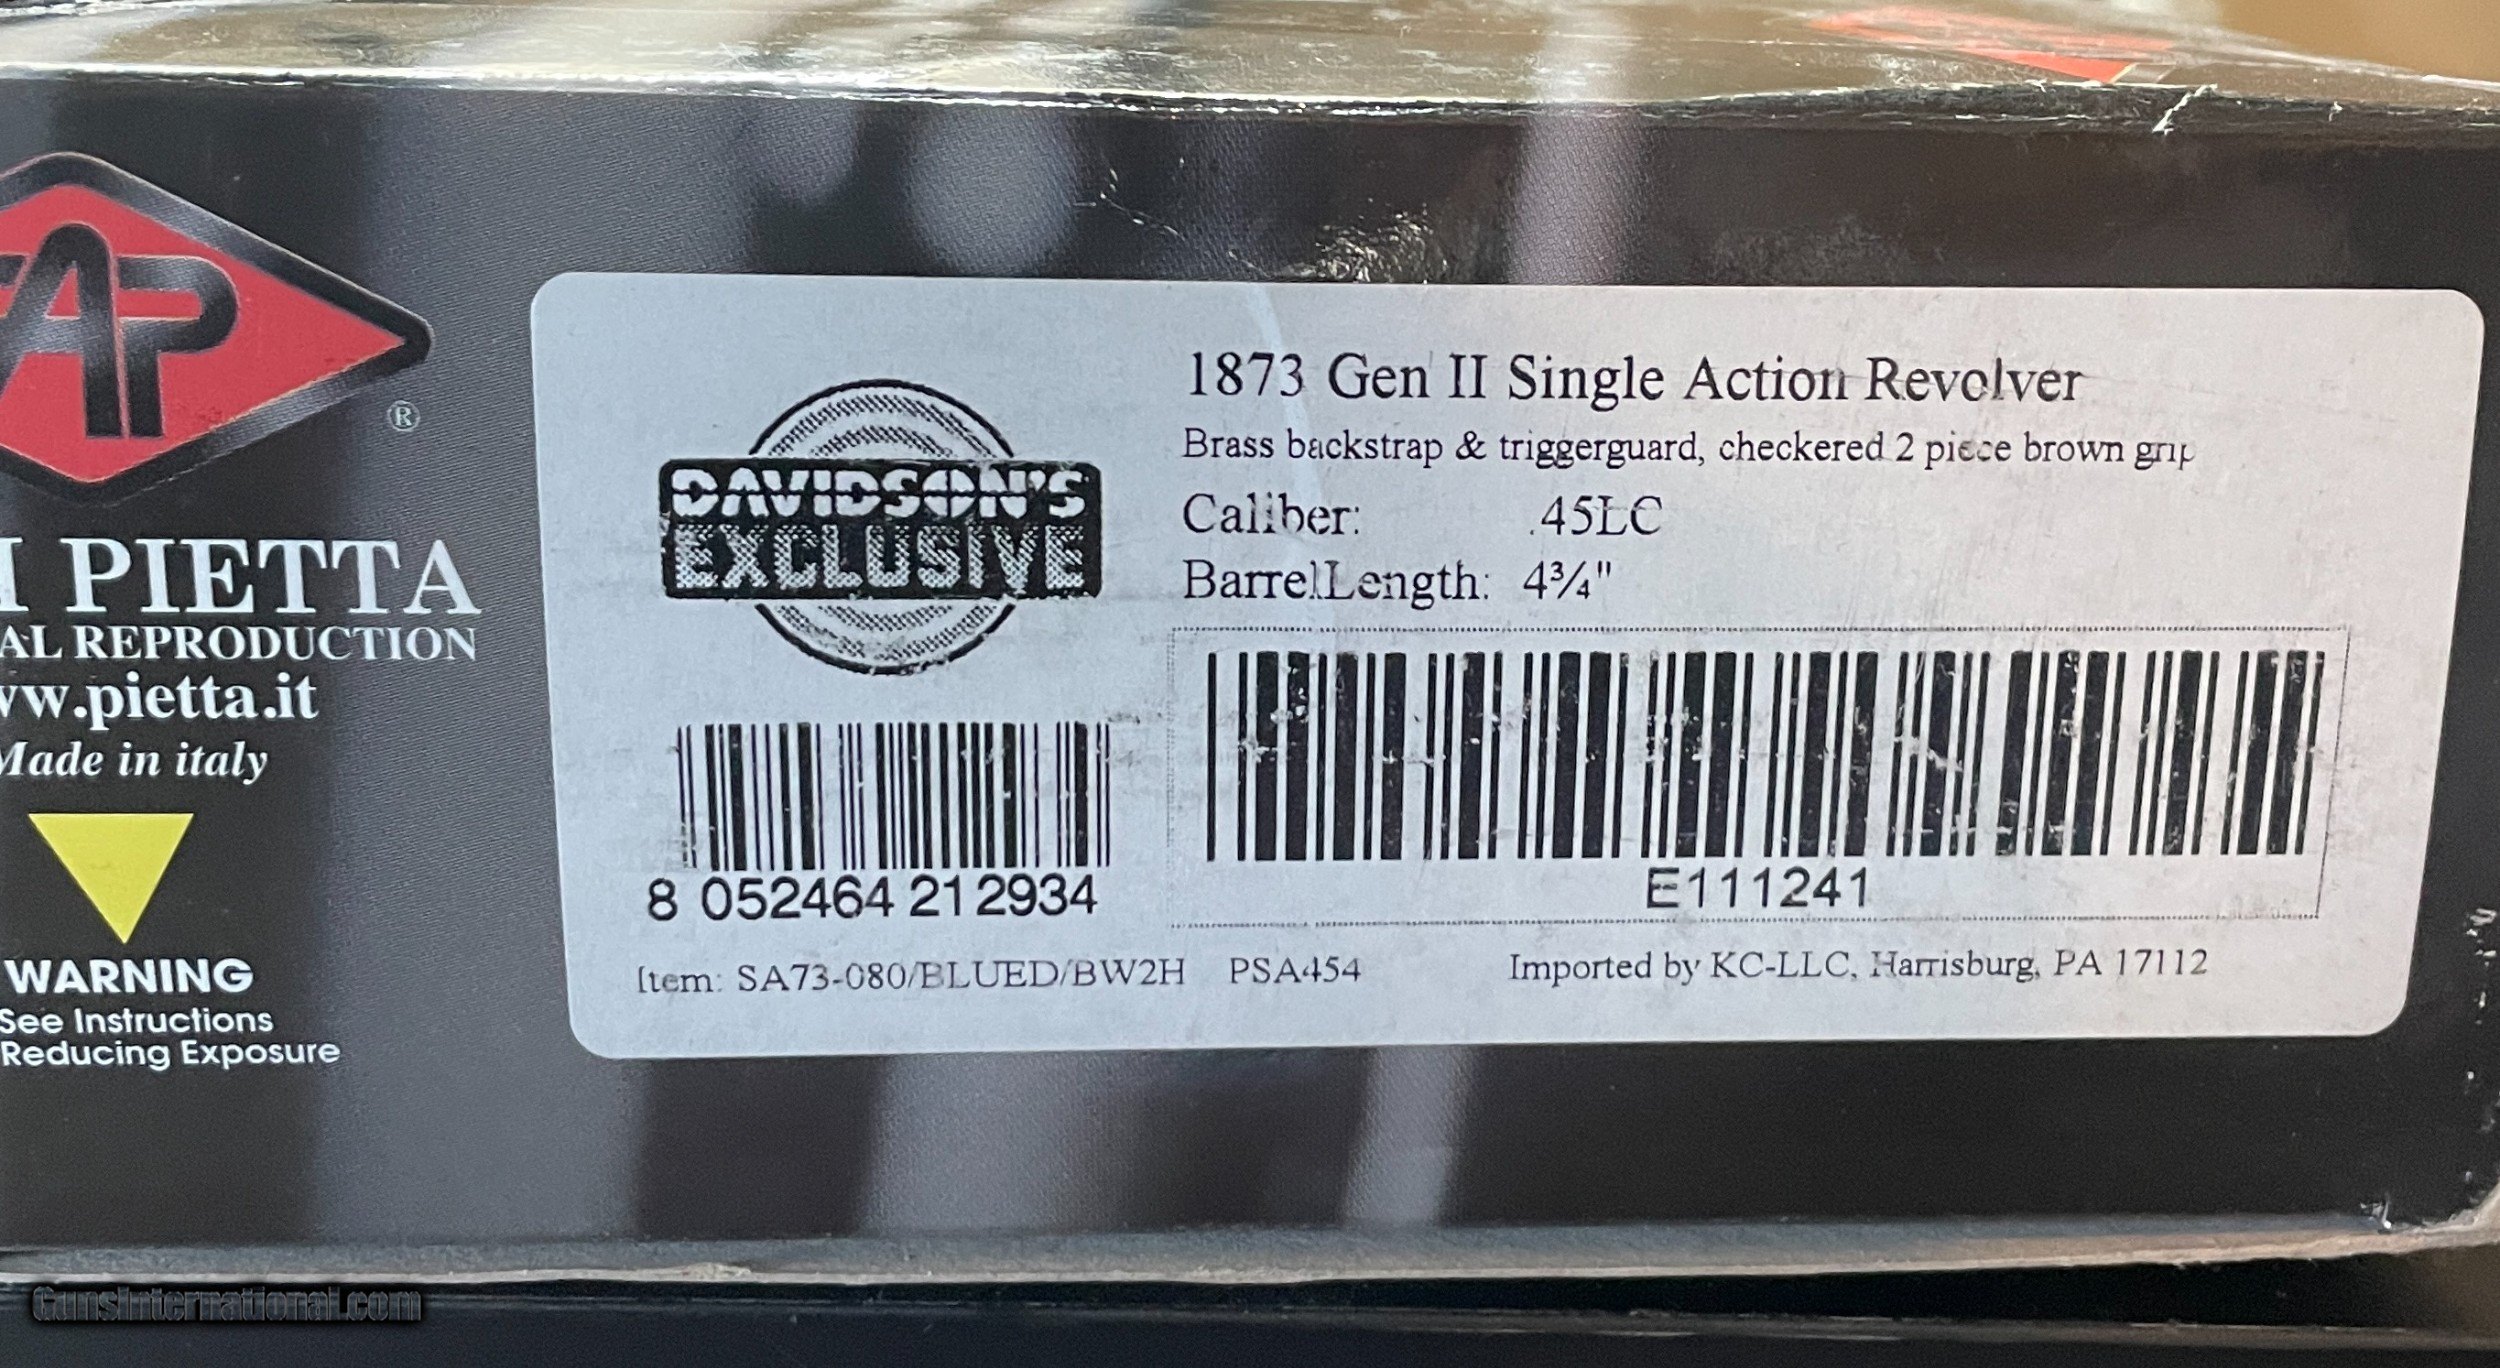 AP
®
I PIETTA
AL REPRODUCTION
ww.pietta.it
Made in italy
WARNING
See Instructions
Reducing Exposure
DAVIDSON'S
EXCLUSIVE
1873 Gen II Single Action Revolver
Brass backstrap & triggerguard, checkered 2 piece brown grip
Caliber: .45LC
BarrelLength: 4¾"
8 052464 212934
E111241
Item: SA73-080/BLUED/BW2H PSA454 Imported by KC-LLC, Harrisburg, PA 17112
GunsInternational.com